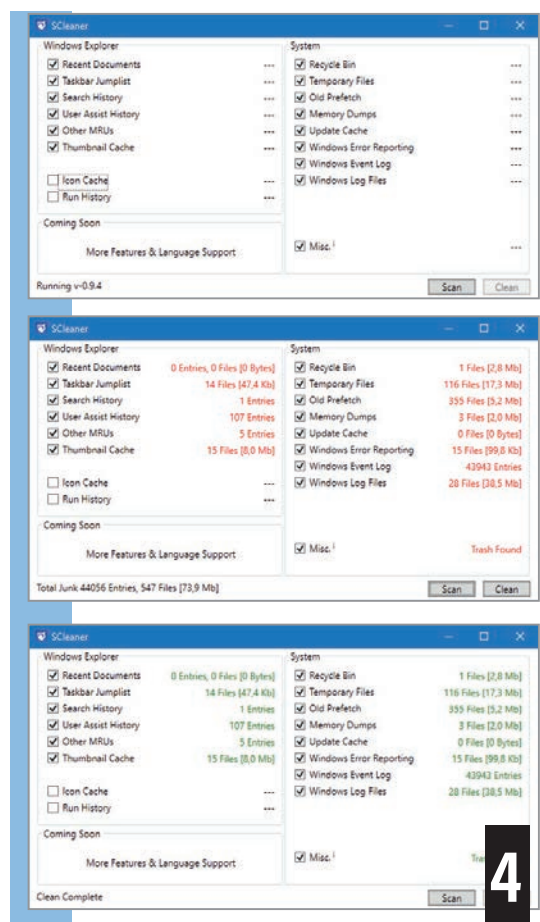 SCleaner
Windows Explorer
Recent Documents ---
Taskbar Jumplist ---
Search History ---
User Assist History ---
Other MRUs ---
Thumbnail Cache ---
Icon Cache ---
Run History ---
Coming Soon
More Features & Language Support
System
Recycle Bin ---
Temporary Files ---
Old Prefetch ---
Memory Dumps ---
Update Cache ---
Windows Error Reporting ---
Windows Event Log ---
Windows Log Files ---
Misc. i ---
Running v-0.9.4
Scan Clean
SCleaner
Windows Explorer
Recent Documents 0 Entries, 0 Files [0 Bytes]
Taskbar Jumplist 14 Files [47,4 Kb]
Search History 1 Entries
User Assist History 107 Entries
Other MRUs 5 Entries
Thumbnail Cache 15 Files [8,0 Mb]
Icon Cache ---
Run History ---
Coming Soon
More Features & Language Support
System
Recycle Bin 1 Files [2,8 Mb]
Temporary Files 116 Files [17,3 Mb]
Old Prefetch 355 Files [5,2 Mb]
Memory Dumps 3 Files [2,0 Mb]
Update Cache 0 Files [0 Bytes]
Windows Error Reporting 15 Files [99,8 Kb]
Windows Event Log 43943 Entries
Windows Log Files 28 Files [38,5 Mb]
Misc. i Trash Found
Total Junk 44056 Entries, 547 Files [73,9 Mb]
Scan Clean
SCleaner
Windows Explorer
Recent Documents 0 Entries, 0 Files [0 Bytes]
Taskbar Jumplist 14 Files [47,4 Kb]
Search History 1 Entries
User Assist History 107 Entries
Other MRUs 5 Entries
Thumbnail Cache 15 Files [8,0 Mb]
Icon Cache ---
Run History ---
Coming Soon
More Features & Language Support
System
Recycle Bin 1 Files [2,8 Mb]
Temporary Files 116 Files [17,3 Mb]
Old Prefetch 355 Files [5,2 Mb]
Memory Dumps 3 Files [2,0 Mb]
Update Cache 0 Files [0 Bytes]
Windows Error Reporting 15 Files [99,8 Kb]
Windows Event Log 43943 Entries
Windows Log Files 28 Files [38,5 Mb]
Misc. i
Clean Complete
Scan
4